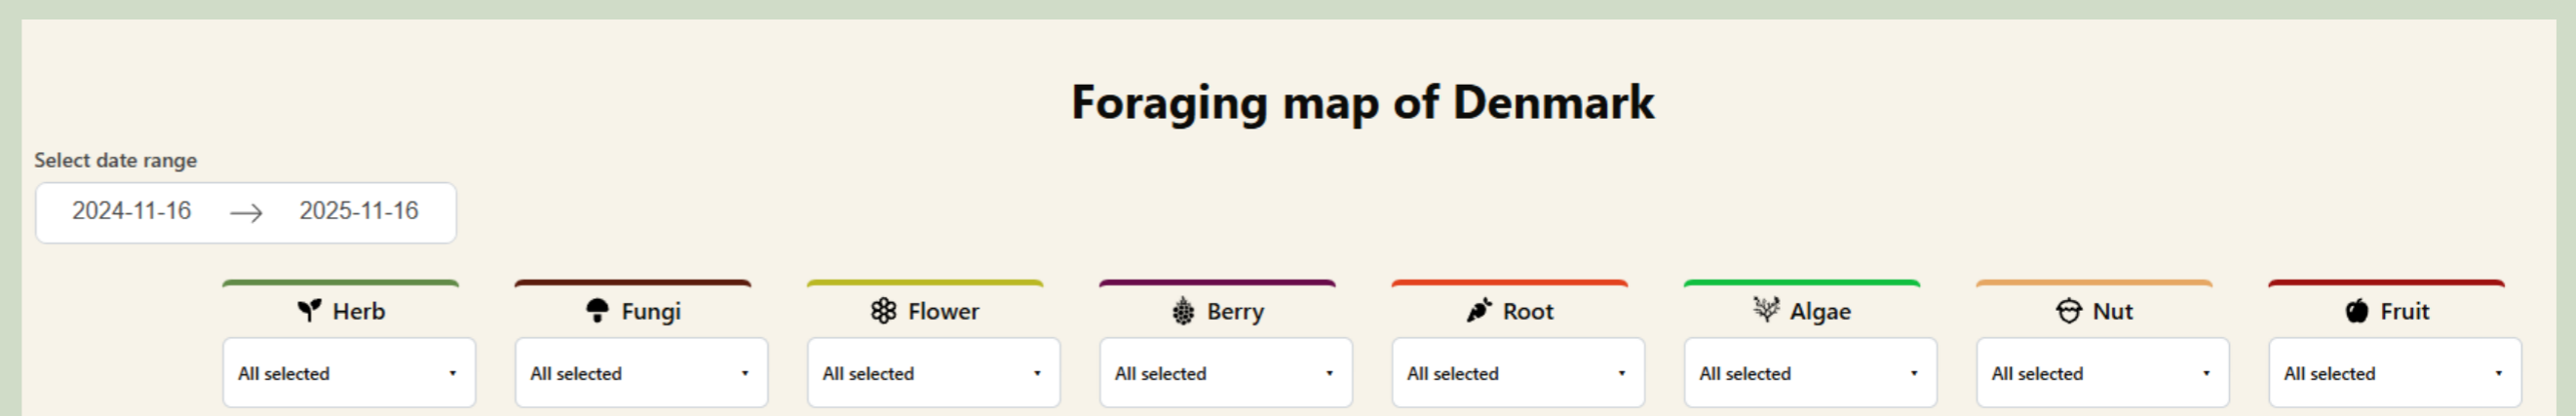 Foraging map of Denmark
Select date range
2024-11-16 → 2025-11-16
Herb Fungi Flower Berry Root Algae Nut Fruit
All selected All selected All selected All selected All selected All selected All selected All selected